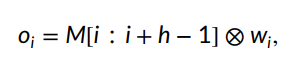 oᵢ = M[i : i + h − 1] ⊗ wᵢ,